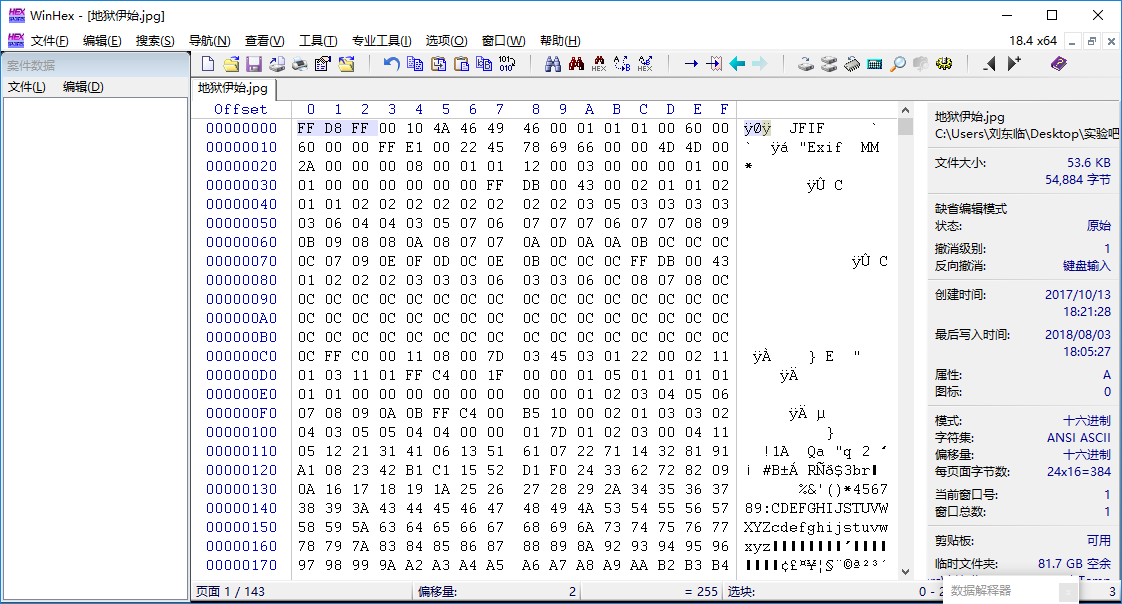 WinHex - [地狱伊始.jpg]
文件(F) 编辑(E) 搜索(S) 导航(N) 查看(V) 工具(T) 专业工具(I) 选项(O) 窗口(W) 帮助(H) 18.4 x64
案件数据
文件(L) 编辑(D)
地狱伊始.jpg
Offset 0 1 2 3 4 5 6 7 8 9 A B C D E F
00000000 FF D8 FF 00 10 4A 46 49 46 00 01 01 01 00 60 00 ÿØÿ JFIF `
00000010 60 00 00 FF E1 00 22 45 78 69 66 00 00 4D 4D 00 ` ÿá "Exif MM
00000020 2A 00 00 00 08 00 01 01 12 00 03 00 00 00 01 00 *
00000030 01 00 00 00 00 00 00 FF DB 00 43 00 02 01 01 02 ÿÛ C
00000040 01 01 02 02 02 02 02 02 02 02 03 05 03 03 03 03
00000050 03 06 04 04 03 05 07 06 07 07 07 06 07 07 08 09
00000060 0B 09 08 08 0A 08 07 07 0A 0D 0A 0A 0B 0C 0C 0C
00000070 0C 07 09 0E 0F 0D 0C 0E 0B 0C 0C 0C FF DB 00 43 ÿÛ C
00000080 01 02 02 02 03 03 03 06 03 03 06 0C 08 07 08 0C
00000090 0C 0C 0C 0C 0C 0C 0C 0C 0C 0C 0C 0C 0C 0C 0C 0C
000000A0 0C 0C 0C 0C 0C 0C 0C 0C 0C 0C 0C 0C 0C 0C 0C 0C
000000B0 0C 0C 0C 0C 0C 0C 0C 0C 0C 0C 0C 0C 0C 0C 0C 0C
000000C0 0C FF C0 00 11 08 00 7D 03 45 03 01 22 00 02 11 ÿÀ } E "
000000D0 01 03 11 01 FF C4 00 1F 00 00 01 05 01 01 01 01 ÿÄ
000000E0 01 01 00 00 00 00 00 00 00 00 01 02 03 04 05 06
000000F0 07 08 09 0A 0B FF C4 00 B5 10 00 02 01 03 03 02 ÿÄ µ
00000100 04 03 05 05 04 04 00 00 01 7D 01 02 03 00 04 11 }
00000110 05 12 21 31 41 06 13 51 61 07 22 71 14 32 81 91 !1A Qa "q 2 ‘
00000120 A1 08 23 42 B1 C1 15 52 D1 F0 24 33 62 72 82 09 ¡ #B±Á RÑð$3br
00000130 0A 16 17 18 19 1A 25 26 27 28 29 2A 34 35 36 37 %&'()*4567
00000140 38 39 3A 43 44 45 46 47 48 49 4A 53 54 55 56 57 89:CDEFGHIJSTUVW
00000150 58 59 5A 63 64 65 66 67 68 69 6A 73 74 75 76 77 XYZcdefghijstuvw
00000160 78 79 7A 83 84 85 86 87 88 89 8A 92 93 94 95 96 xyz
00000170 97 98 99 9A A2 A3 A4 A5 A6 A7 A8 A9 AA B2 B3 B4 ¢£¤¥¦§¨©ª²³´
地狱伊始.jpg
C:\Users\刘东临\Desktop\实验吧
文件大小: 53.6 KB
54,884 字节
缺省编辑模式
状态: 原始
撤消级别: 1
反向撤消: 键盘输入
创建时间: 2017/10/13
18:21:28
最后写入时间: 2018/08/03
18:05:27
属性: A
图标: 0
模式: 十六进制
字符集: ANSI ASCII
偏移量: 十六进制
每页面字节数: 24x16=384
当前窗口号: 1
窗口总数: 1
剪贴板: 可用
临时文件夹: 81.7 GB 空余
页面 1 / 143 偏移量: 2 = 255 选块: 0 - 2
数据解释器
3